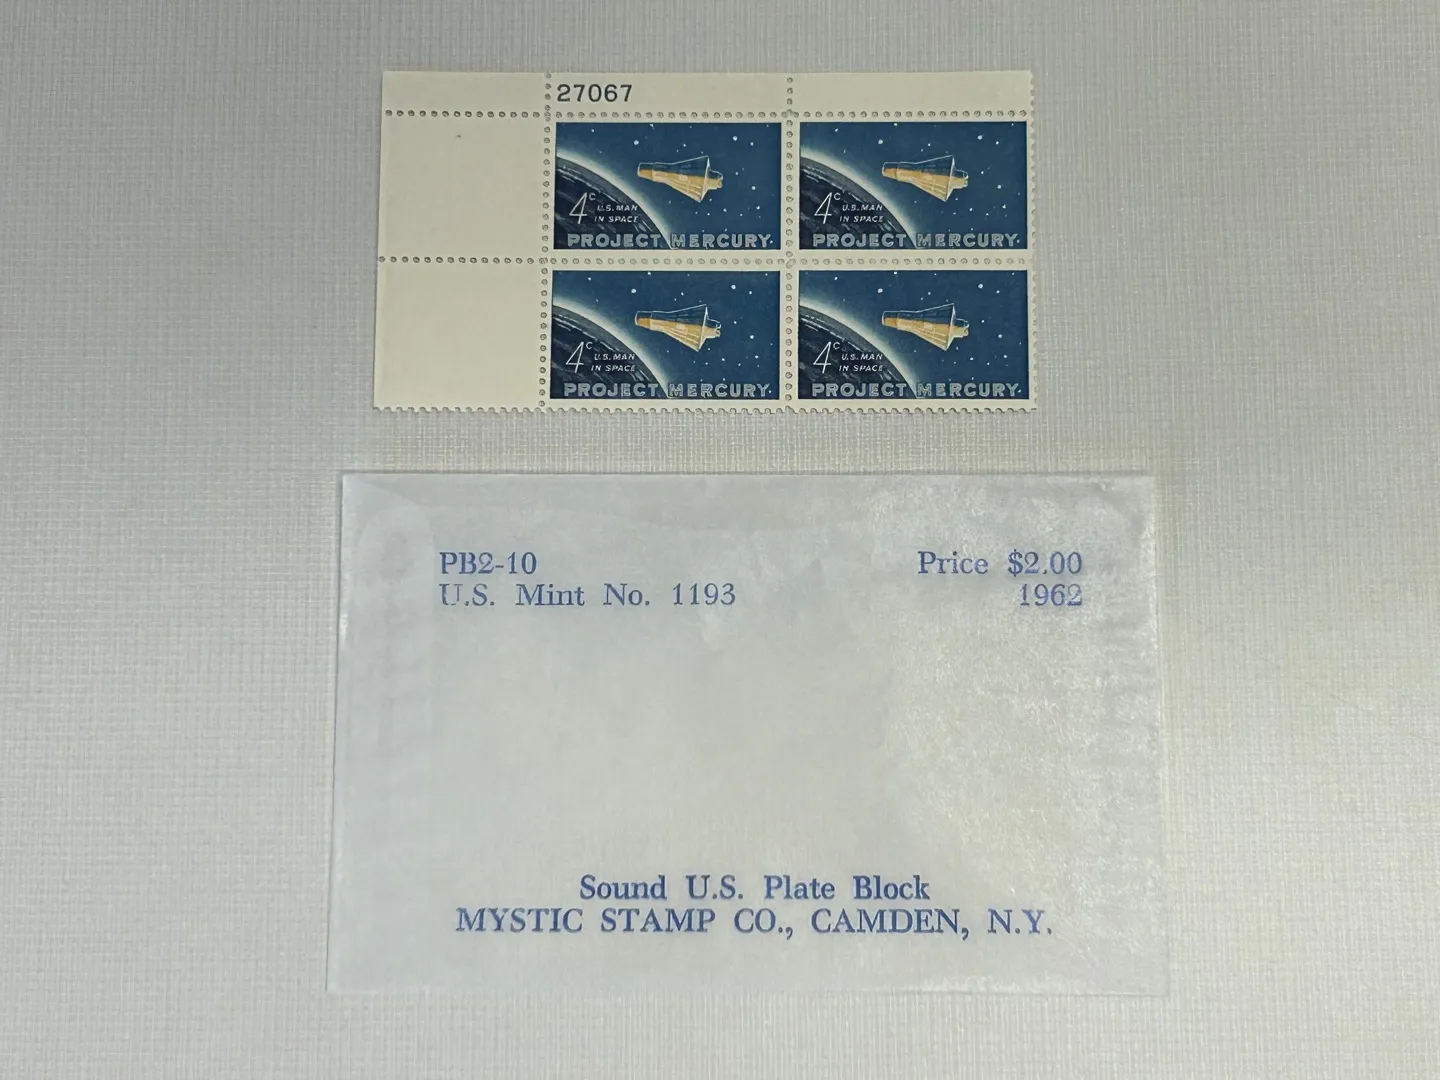 27067
4c U.S. MAN
IN SPACE
PROJECT MERCURY
4c U.S. MAN
IN SPACE
PROJECT MERCURY
4c U.S. MAN
IN SPACE
PROJECT MERCURY
4c U.S. MAN
IN SPACE
PROJECT MERCURY
PB2-10 Price $2.00
U.S. Mint No. 1193 1962
Sound U.S. Plate Block
MYSTIC STAMP CO., CAMDEN, N.Y.